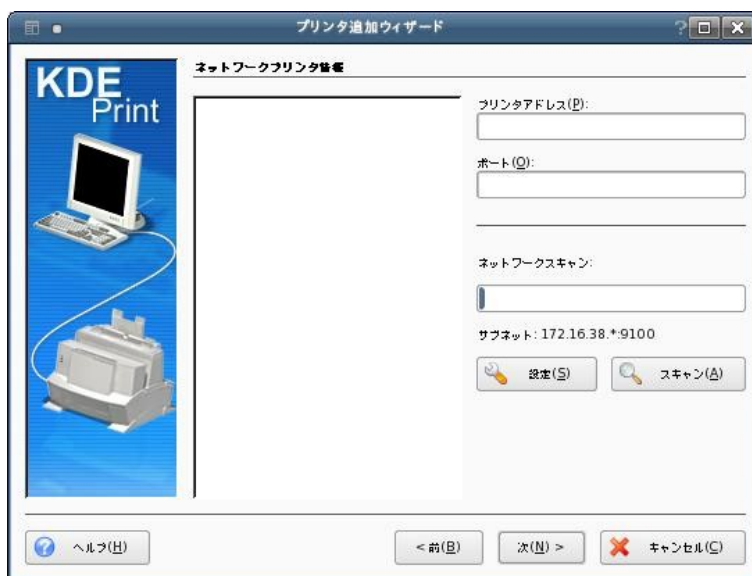 プリンタ追加ウィザード
KDE
Print
ネットワークプリンタ情報
プリンタアドレス(P):
ポート(O):
ネットワークスキャン:
サブネット: 172.16.38.*:9100
設定(S)
スキャン(A)
ヘルプ(H)
< 前(B)
次(N) >
キャンセル(C)